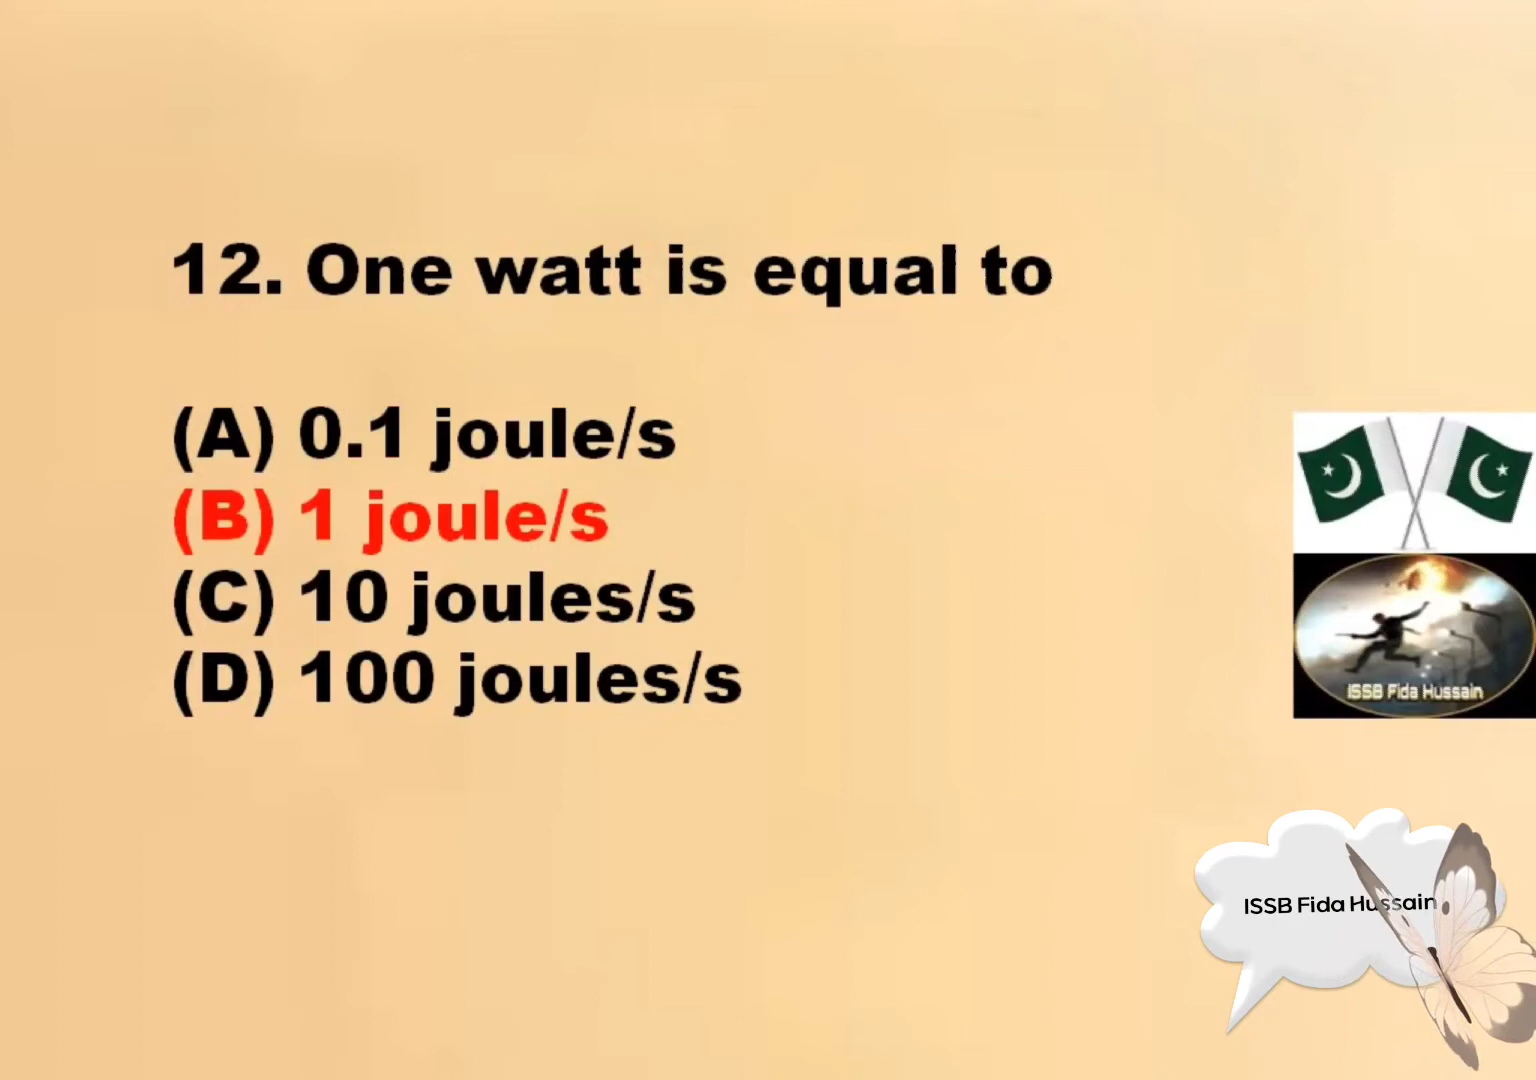 12. One watt is equal to
(A) 0.1 joule/s
(B) 1 joule/s
(C) 10 joules/s
(D) 100 joules/s
ISSB Fida Hussain
ISSB Fida Hussain